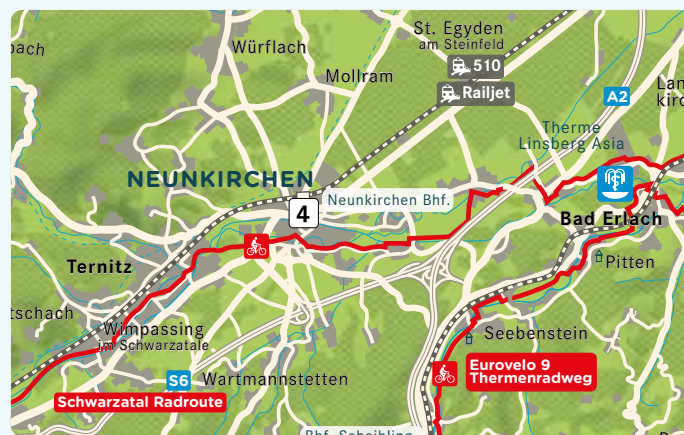 St. Egyden
am Steinfeld
Würflach
Mollram
510
Railjet
A2
Therme
Linsberg Asia
NEUNKIRCHEN
4
Neunkirchen Bhf.
Bad Erlach
Ternitz
Pitten
Wimpassing
im Schwarzatale
Seebenstein
S6
Wartmannstetten
Eurovelo 9
Thermenradweg
Schwarzatal Radroute